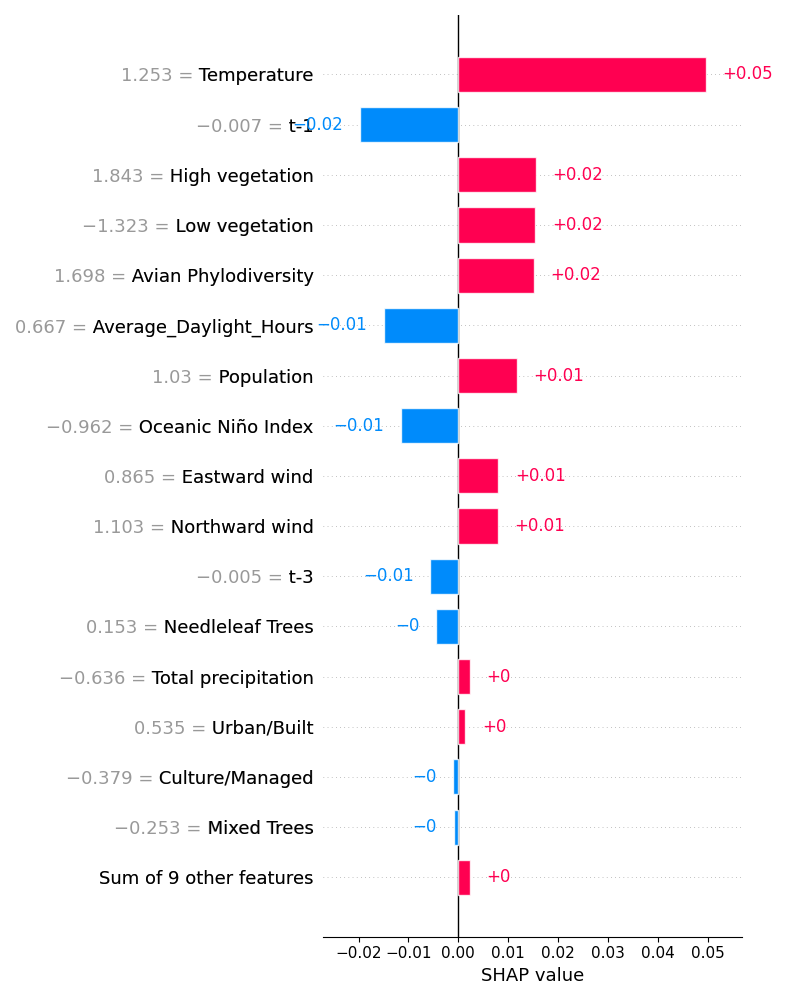 1.253 = Temperature +0.05
−0.007 = t-1 −0.02
1.843 = High vegetation +0.02
−1.323 = Low vegetation +0.02
1.698 = Avian Phylodiversity +0.02
0.667 = Average_Daylight_Hours −0.01
1.03 = Population +0.01
−0.962 = Oceanic Niño Index −0.01
0.865 = Eastward wind +0.01
1.103 = Northward wind +0.01
−0.005 = t-3 −0.01
0.153 = Needleleaf Trees −0
−0.636 = Total precipitation +0
0.535 = Urban/Built +0
−0.379 = Culture/Managed −0
−0.253 = Mixed Trees −0
Sum of 9 other features +0
−0.02 −0.01 0.00 0.01 0.02 0.03 0.04 0.05
SHAP value